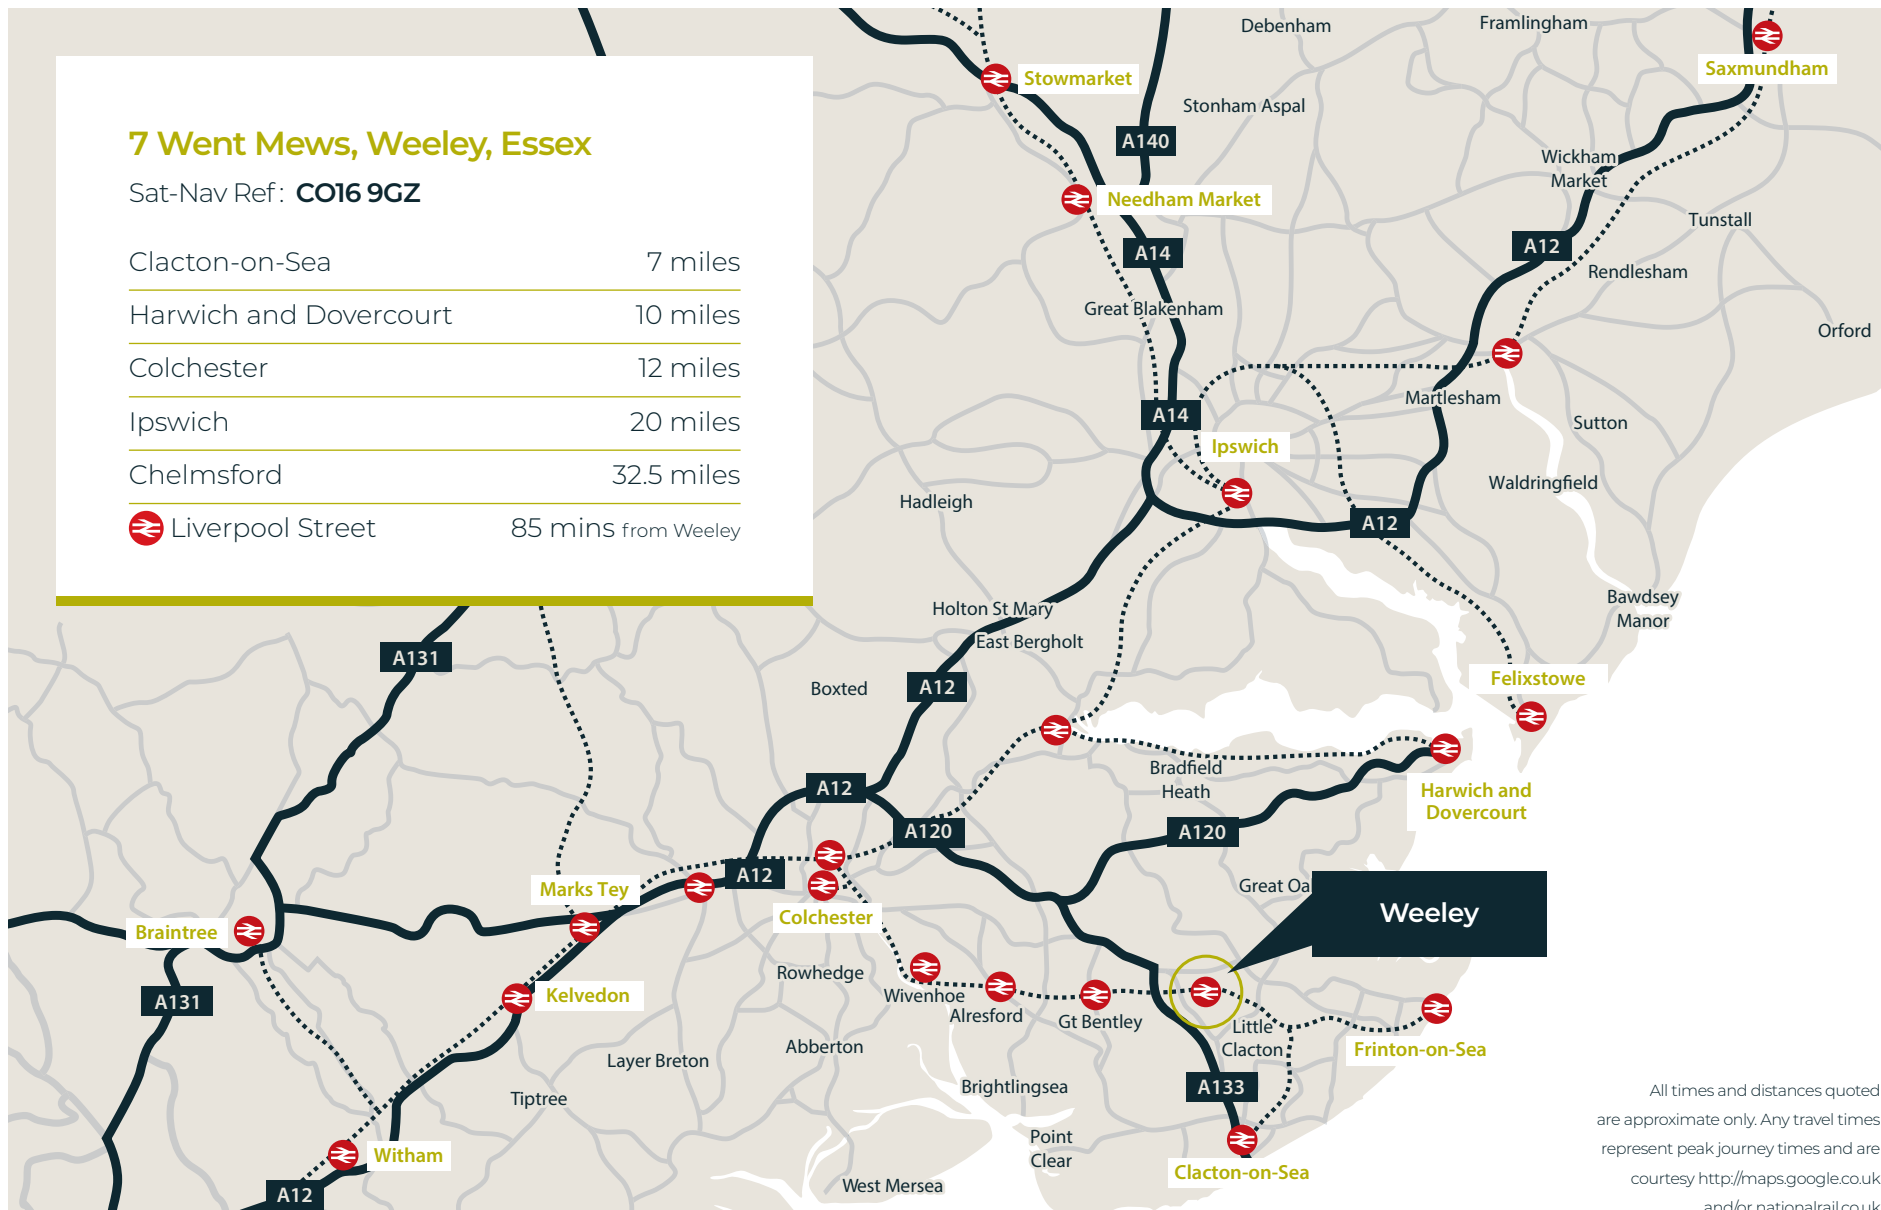 7 Went Mews, Weeley, Essex
Sat-Nav Ref: CO16 9GZ
Clacton-on-Sea 7 miles
Harwich and Dovercourt 10 miles
Colchester 12 miles
Ipswich 20 miles
Chelmsford 32.5 miles
Liverpool Street 85 mins from Weeley
Debenham
Framlingham
Saxmundham
Stowmarket
Stonham Aspal
A140
Wickham
Market
Needham Market
Tunstall
A14
A12
Rendlesham
Great Blakenham
Orford
Martlesham
A14
Sutton
Ipswich
Waldringfield
Hadleigh
A12
Bawdsey
Manor
Holton St Mary
East Bergholt
A131
Felixstowe
Boxted
A12
Bradfield
Heath
A12
Harwich and
Dovercourt
A120
A120
A12
Marks Tey
Great Oa
Colchester
Weeley
Braintree
Rowhedge
Kelvedon
Wivenhoe
A131
Alresford
Gt Bentley
Little
Clacton
Frinton-on-Sea
Abberton
Layer Breton
Brightlingsea
A133
Tiptree
Point
Clear
Witham
Clacton-on-Sea
West Mersea
A12
All times and distances quoted
are approximate only. Any travel times
represent peak journey times and are
courtesy http://maps.google.co.uk
and/or nationalrail.co.uk